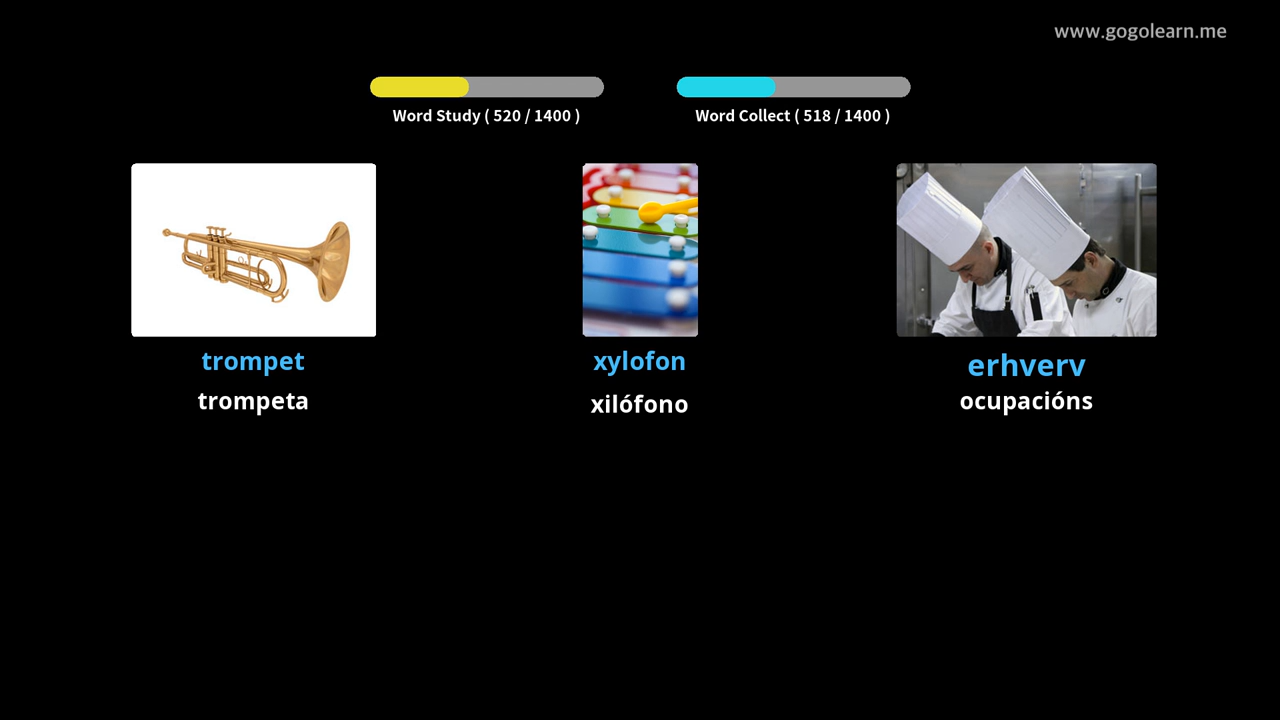 www.gogolearn.me
Word Study ( 520 / 1400 )
Word Collect ( 518 / 1400 )
trompet
trompeta
xylofon
xilófono
erhverv
ocupacións